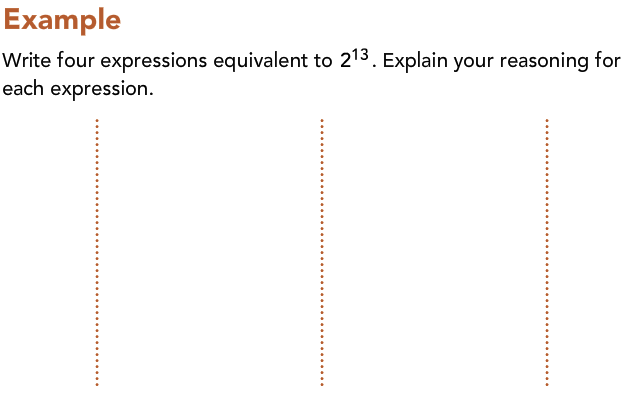 Example
Write four expressions equivalent to 2¹³. Explain your reasoning for
each expression.